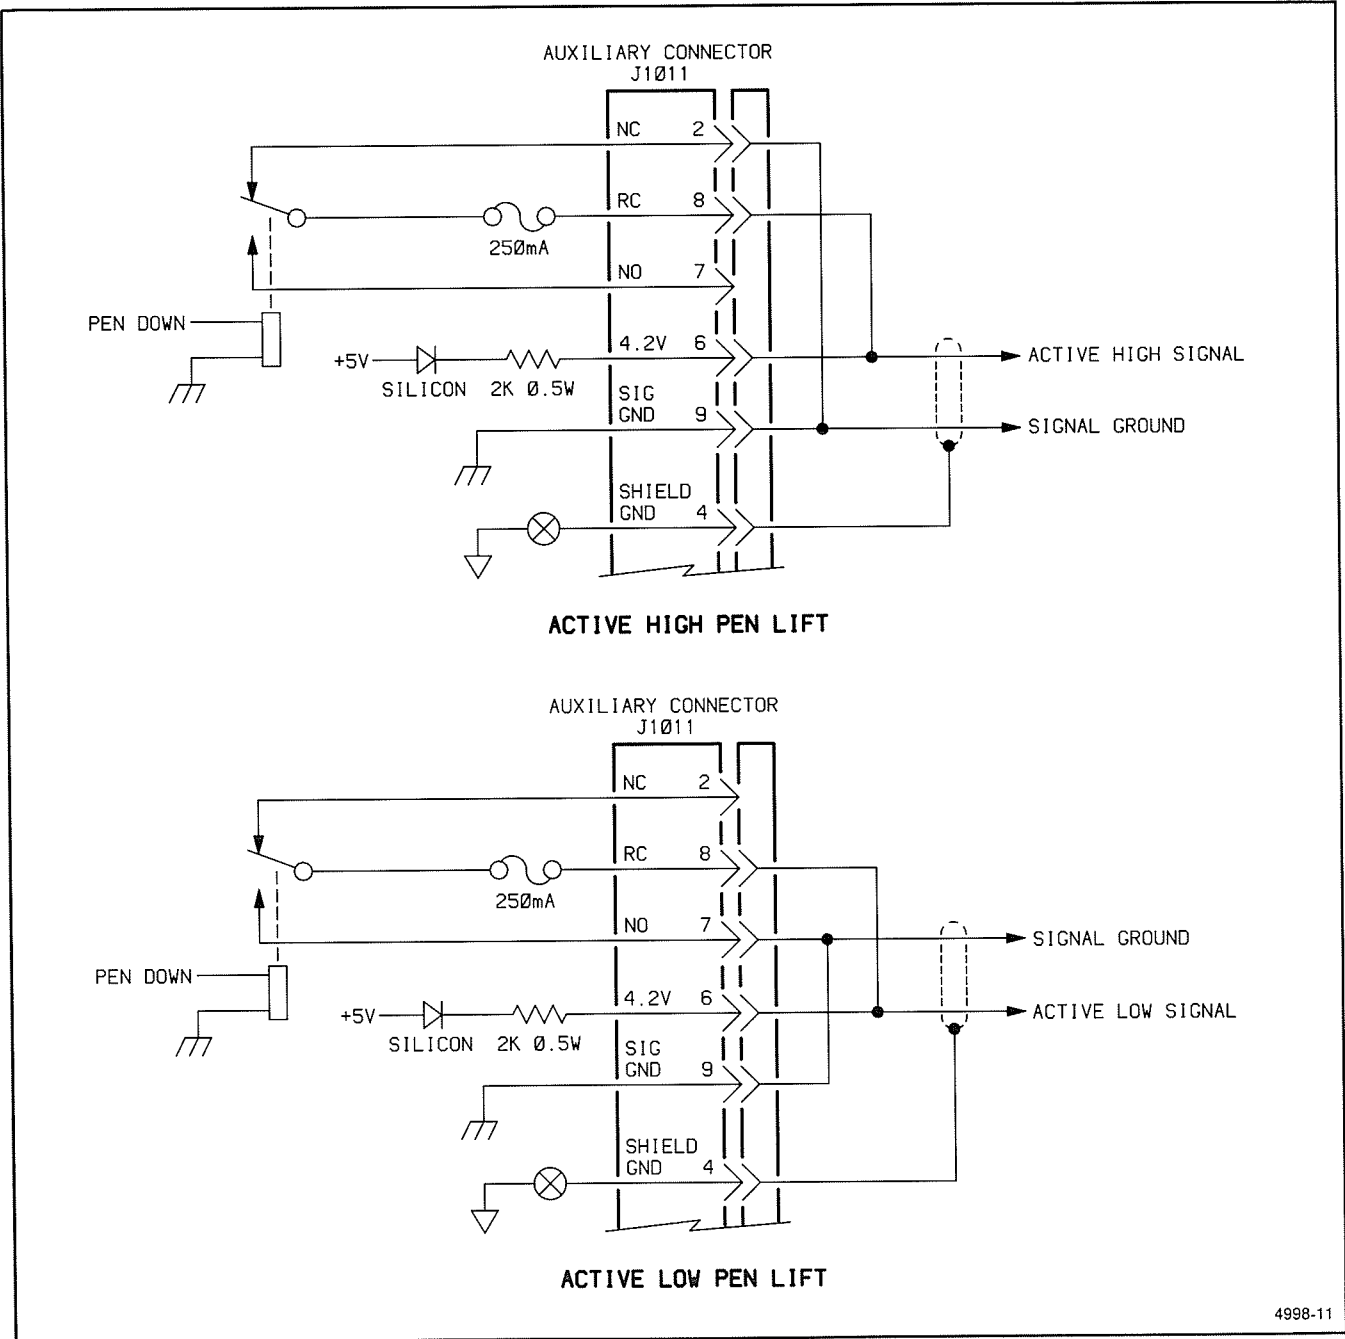 AUXILIARY CONNECTOR
J1Ø11
NC 2
RC 8
250mA
NO 7
PEN DOWN
+5V
SILICON
2K Ø.5W
4.2V 6
ACTIVE HIGH SIGNAL
SIG
GND 9
SIGNAL GROUND
SHIELD
GND 4
ACTIVE HIGH PEN LIFT
AUXILIARY CONNECTOR
J1Ø11
NC 2
RC 8
25ØmA
NO 7
SIGNAL GROUND
PEN DOWN
+5V
SILICON
2K Ø.5W
4.2V 6
ACTIVE LOW SIGNAL
SIG
GND 9
SHIELD
GND 4
ACTIVE LOW PEN LIFT
4998-11